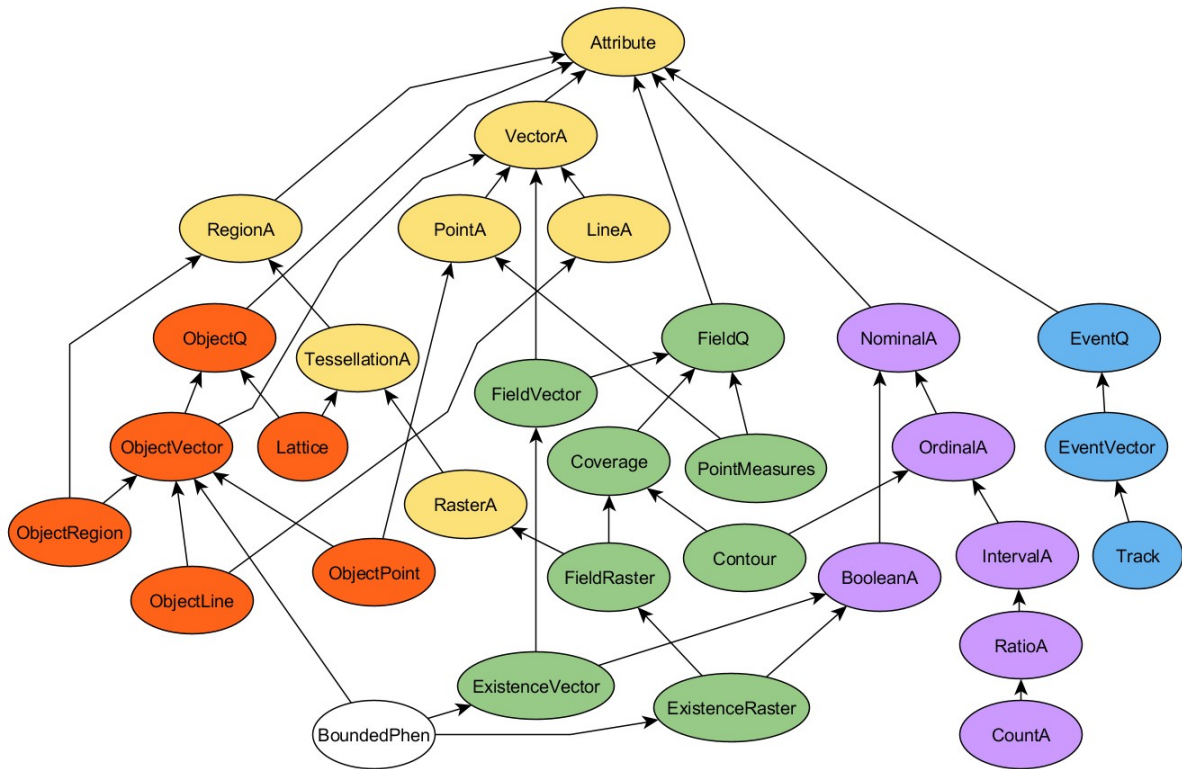 Attribute
VectorA
RegionA
PointA
LineA
ObjectQ
TessellationA
FieldQ
NominalA
EventQ
FieldVector
ObjectVector
Lattice
Coverage
PointMeasures
OrdinalA
EventVector
RasterA
ObjectRegion
ObjectPoint
FieldRaster
Contour
BooleanA
IntervalA
Track
ObjectLine
RatioA
ExistenceVector
ExistenceRaster
BoundedPhen
CountA